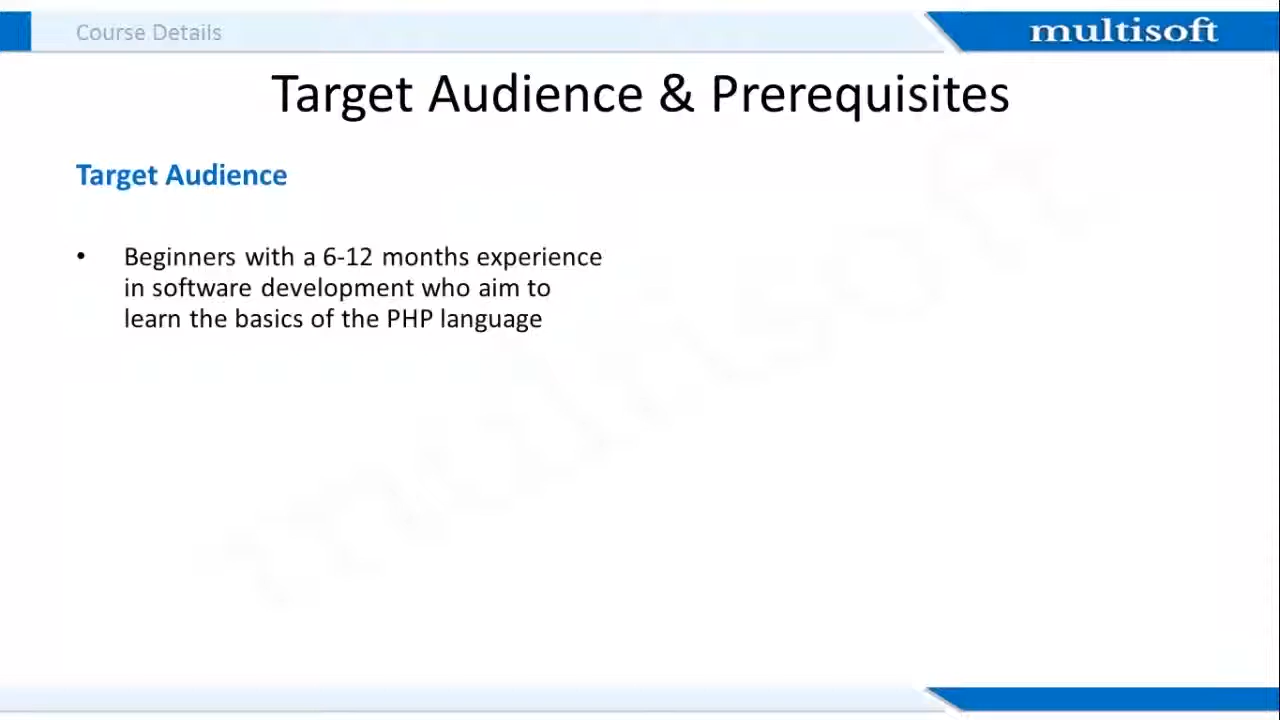 Course Details
multisoft
Target Audience & Prerequisites
Target Audience
• Beginners with a 6-12 months experience
in software development who aim to
learn the basics of the PHP language
multisoft